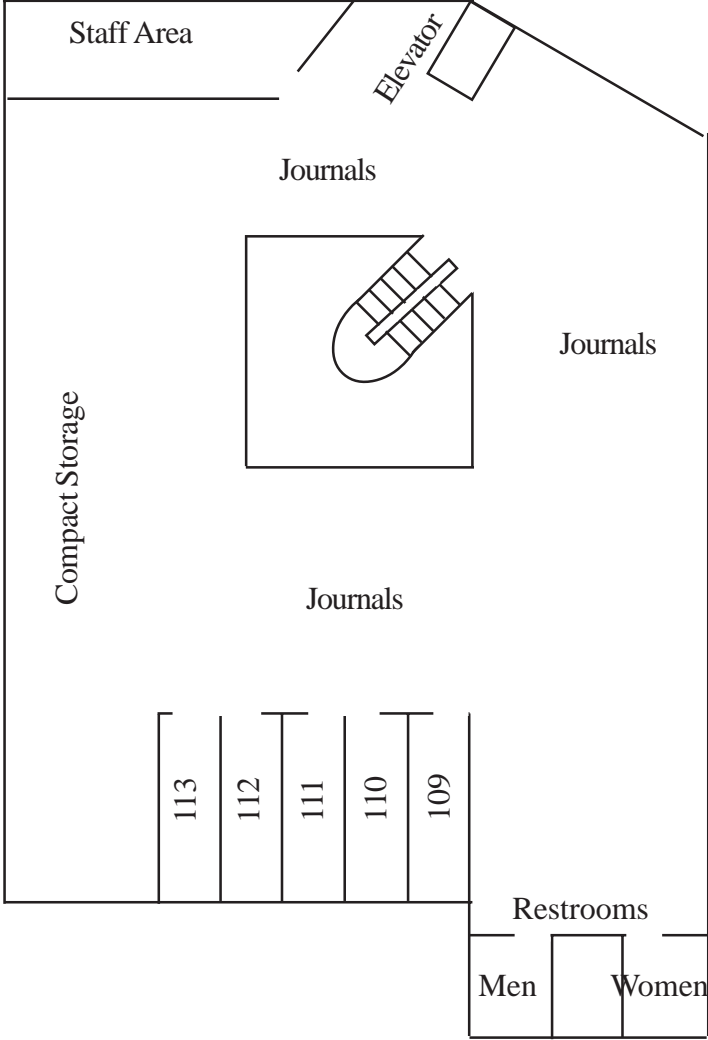 Staff Area
Elevator
Journals
Journals
Compact Storage
Journals
113
112
111
110
109
Restrooms
Men
Women